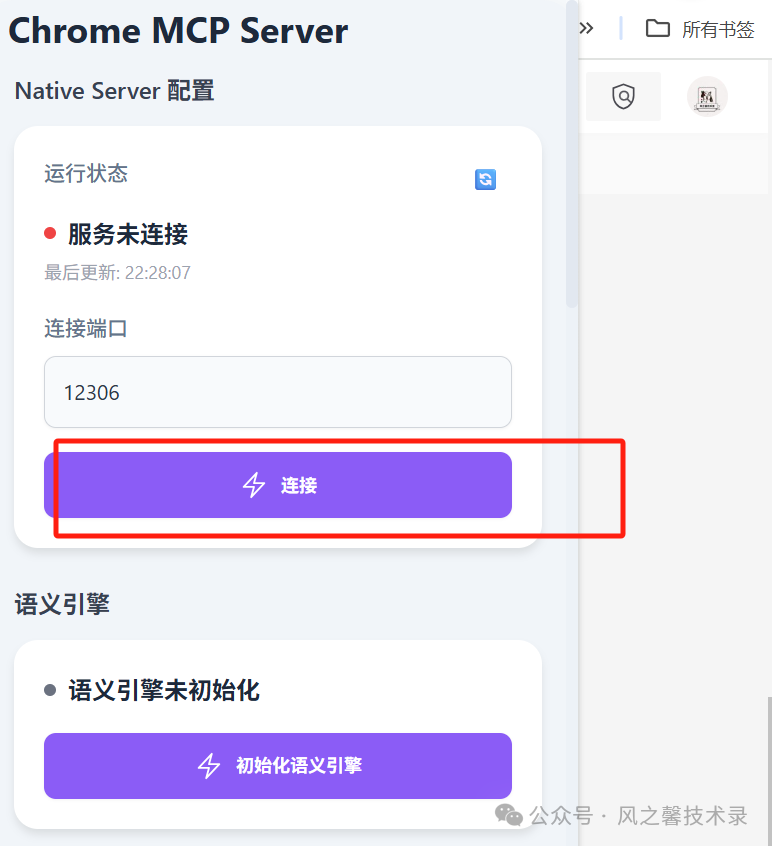 Chrome MCP Server
所有书签
Native Server 配置
运行状态
服务未连接
最后更新: 22:28:07
连接端口
12306
连接
语义引擎
语义引擎未初始化
初始化语义引擎
公众号 · 风之馨技术录